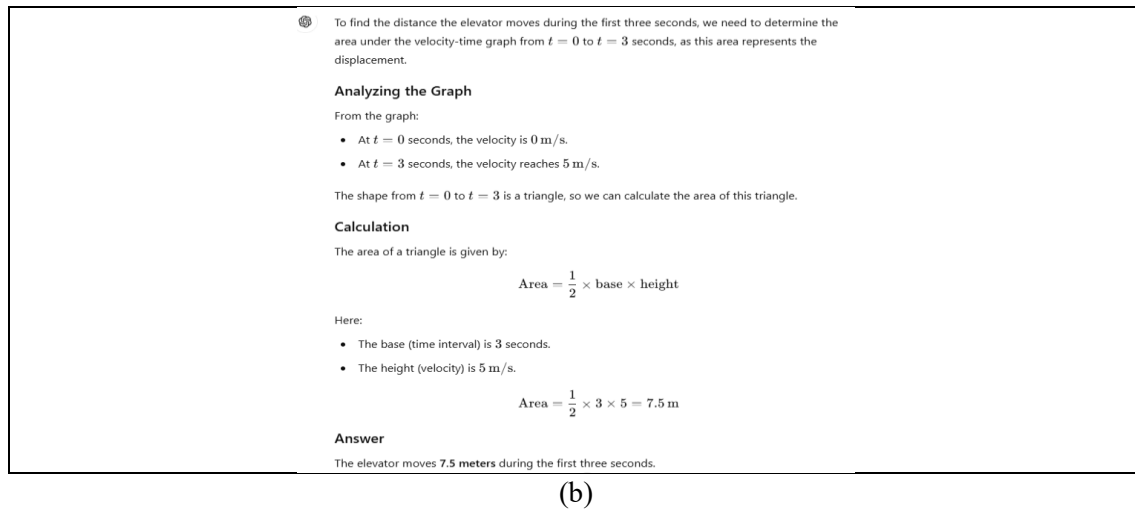 To find the distance the elevator moves during the first three seconds, we need to determine the
area under the velocity-time graph from t = 0 to t = 3 seconds, as this area represents the
displacement.
Analyzing the Graph
From the graph:
• At t = 0 seconds, the velocity is 0 m/s.
• At t = 3 seconds, the velocity reaches 5 m/s.
The shape from t = 0 to t = 3 is a triangle, so we can calculate the area of this triangle.
Calculation
The area of a triangle is given by:
Area = 1/2 × base × height
Here:
• The base (time interval) is 3 seconds.
• The height (velocity) is 5 m/s.
Area = 1/2 × 3 × 5 = 7.5 m
Answer
The elevator moves 7.5 meters during the first three seconds.
(b)